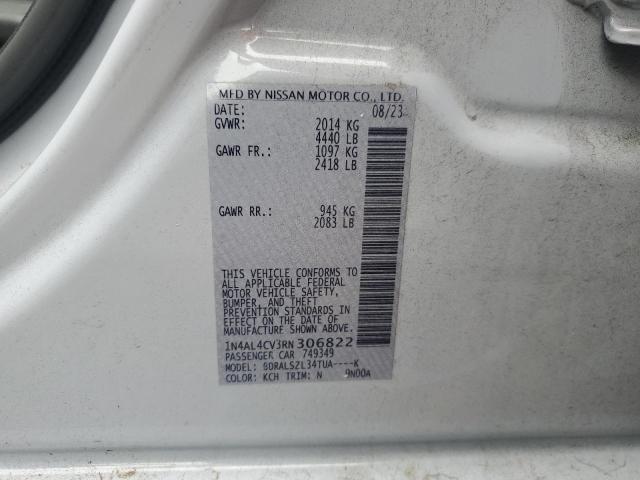 MFD BY NISSAN MOTOR CO., LTD.
DATE: 08/23
GVWR: 2014 KG
4440 LB
GAWR FR.: 1097 KG
2418 LB
GAWR RR.: 945 KG
2083 LB
THIS VEHICLE CONFORMS TO
ALL APPLICABLE FEDERAL
MOTOR VEHICLE SAFETY,
BUMPER, AND THEFT
PREVENTION STANDARDS
IN EFFECT ON THE DATE OF
MANUFACTURE SHOWN ABOVE.
1N4AL4CV3RN306822
PASSENGER CAR 749349
MODEL: BDRALSZL34TUA----K
COLOR: KCH TRIM: N 9N00A